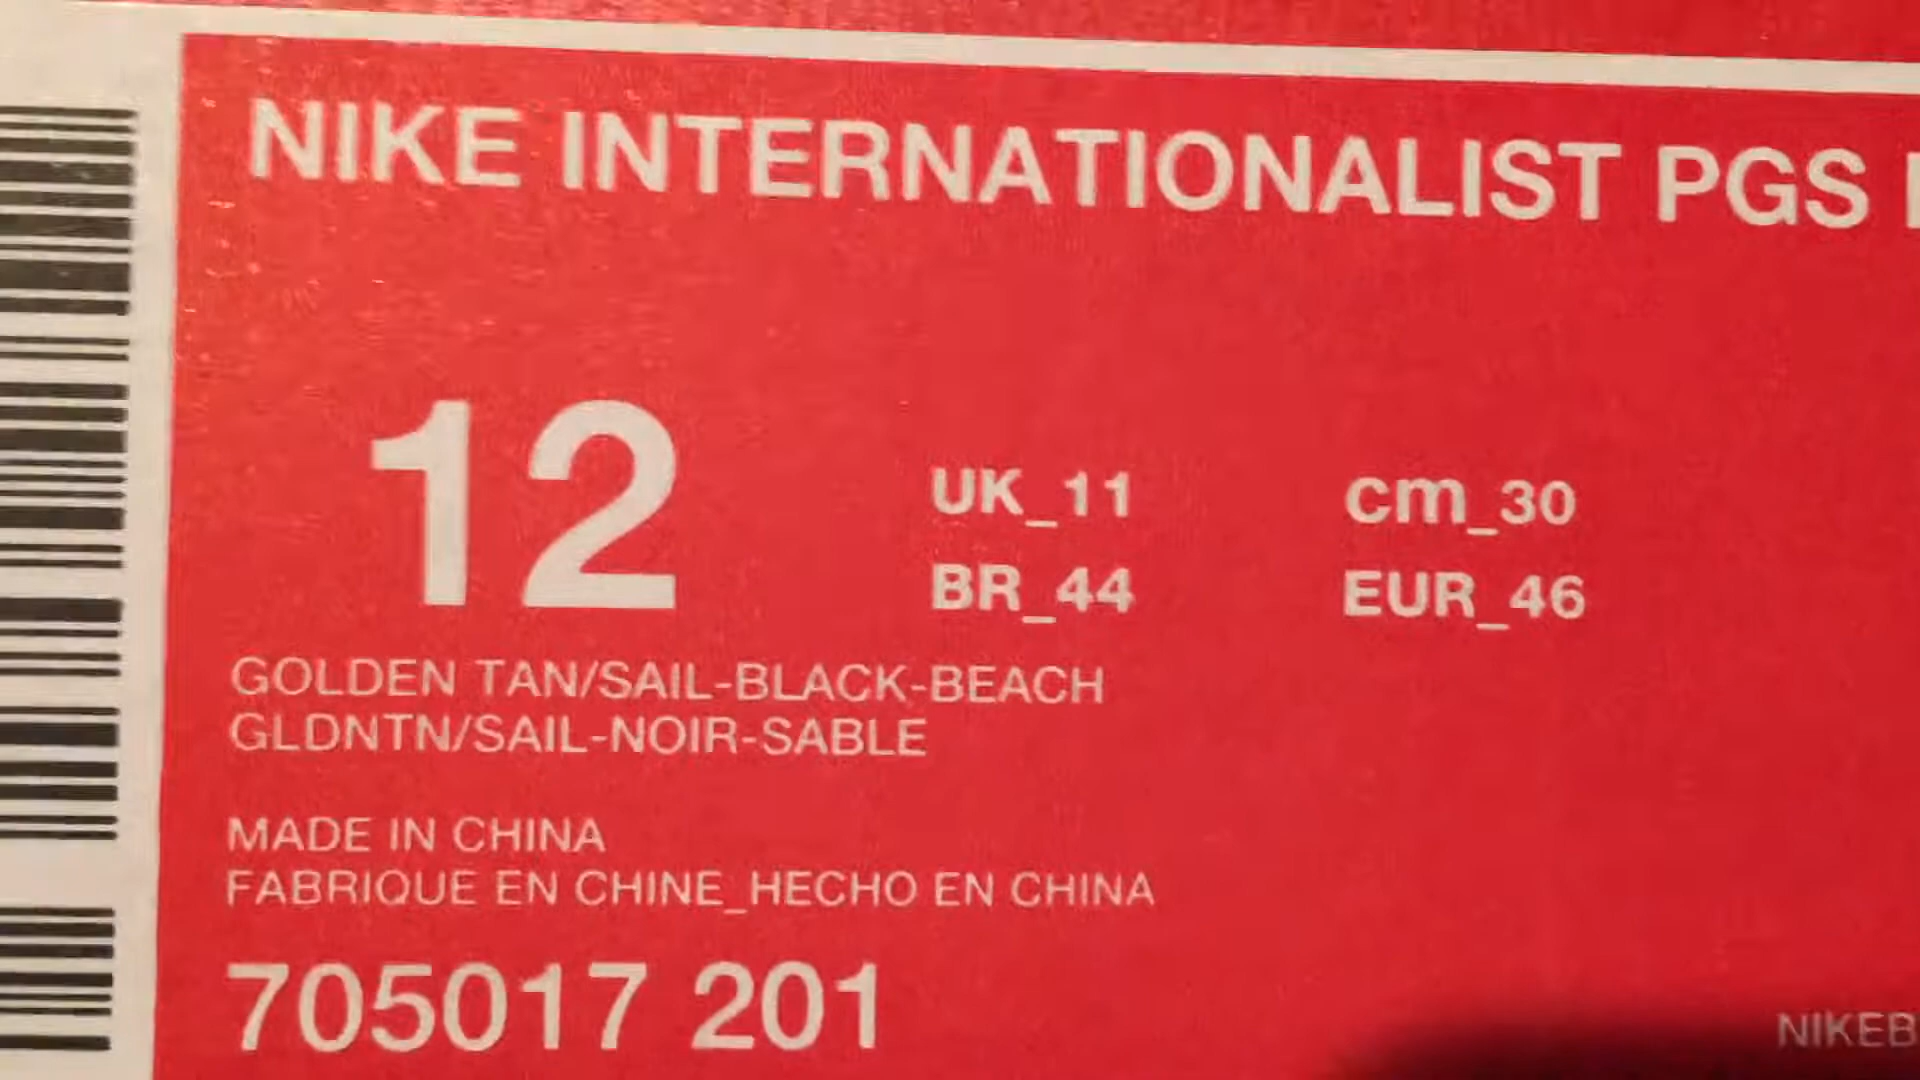 NIKE INTERNATIONALIST PGS
12
UK_11 cm_30
BR_44 EUR_46
GOLDEN TAN/SAIL-BLACK-BEACH
GLDNTN/SAIL-NOIR-SABLE
MADE IN CHINA
FABRIQUE EN CHINE_HECHO EN CHINA
705017 201
NIKEB